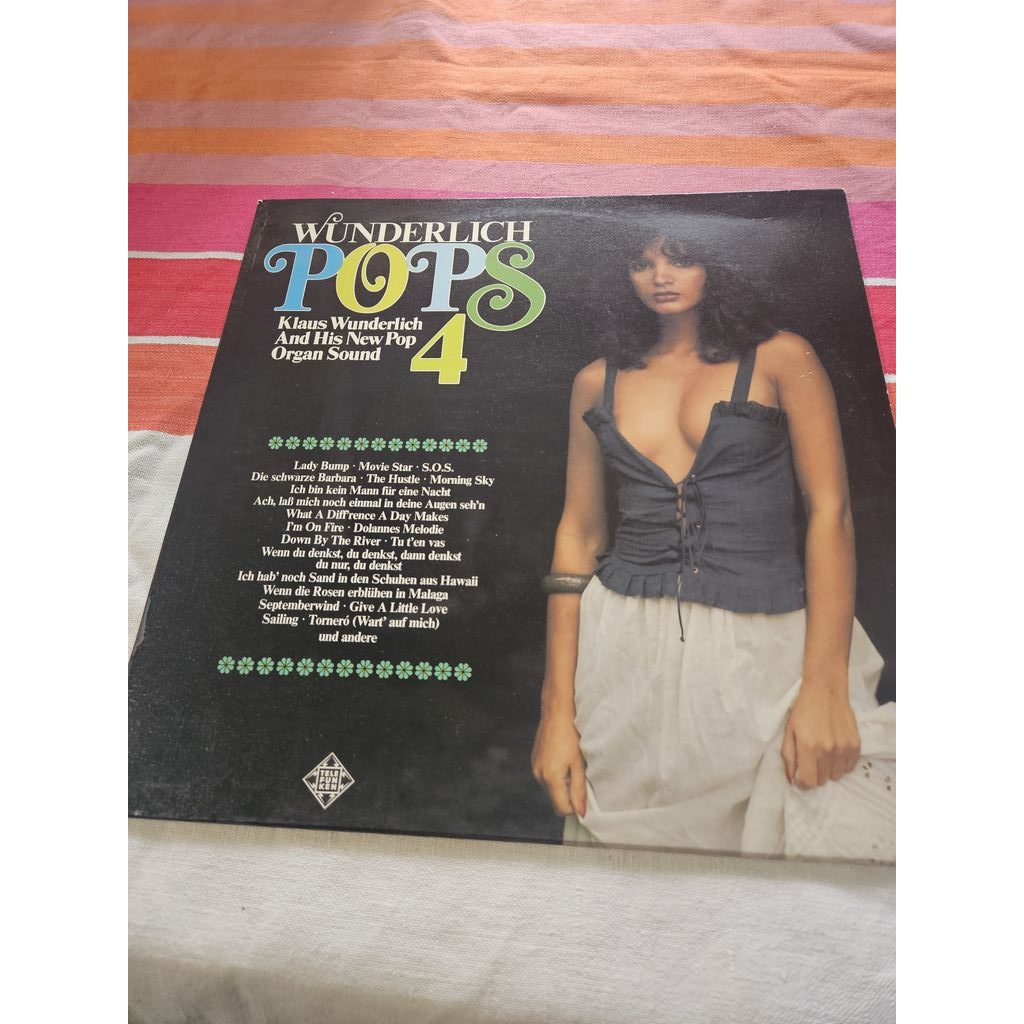 WUNDERLICH
POPS
4
Klaus Wunderlich
And His New Pop
Organ Sound
Lady Bump · Movie Star · S.O.S.
Die schwarze Barbara · The Hustle · Morning Sky
Ich bin kein Mann für eine Nacht
Ach, laß mich noch einmal in deine Augen seh'n
What A Diff'rence A Day Makes
I'm On Fire · Dolannes Melodie
Down By The River · Tu t'en vas
Wenn du denkst, du denkst, dann denkst
du nur, du denkst
Ich hab' noch Sand in den Schuhen aus Hawaii
Wenn die Rosen erblühen in Malaga
Septemberwind · Give A Little Love
Sailing · Torneró (Wart' auf mich)
und andere
TELE
FUN
KEN